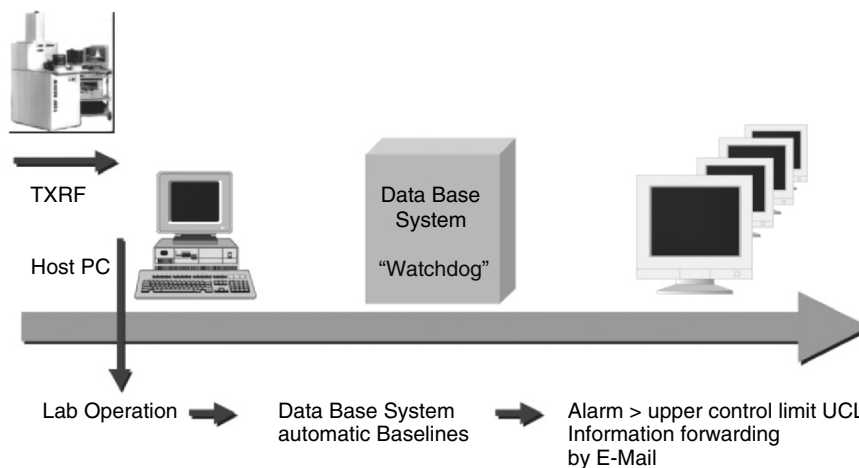 TXRF
Data Base
System
"Watchdog"
Host PC
Lab Operation
Data Base System
automatic Baselines
Alarm > upper control limit UCL
Information forwarding
by E-Mail